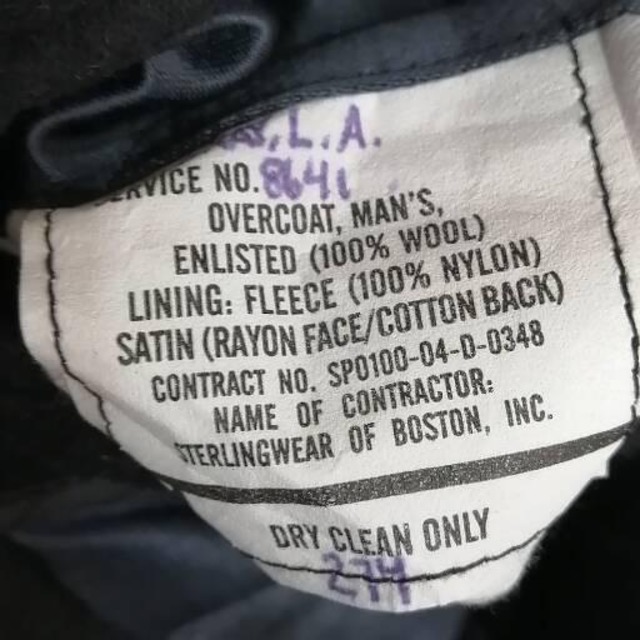 L.A.
SERVICE NO. 8641
OVERCOAT, MAN'S,
ENLISTED (100% WOOL)
LINING: FLEECE (100% NYLON)
SATIN (RAYON FACE/COTTON BACK)
CONTRACT NO. SP0100-04-D-0348
NAME OF CONTRACTOR:
STERLINGWEAR OF BOSTON, INC.
DRY CLEAN ONLY
274